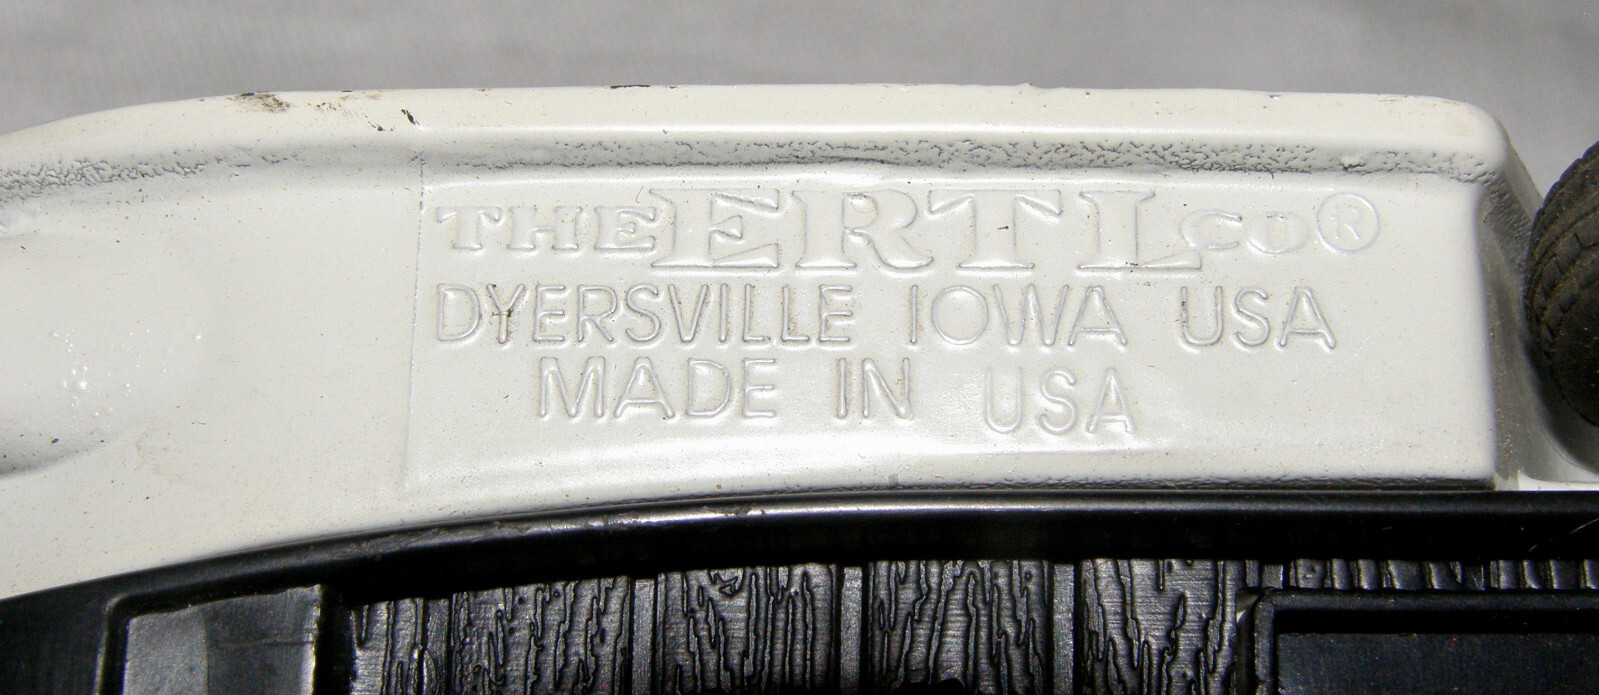 THE ERTL CO ®
DYERSVILLE IOWA USA
MADE IN USA